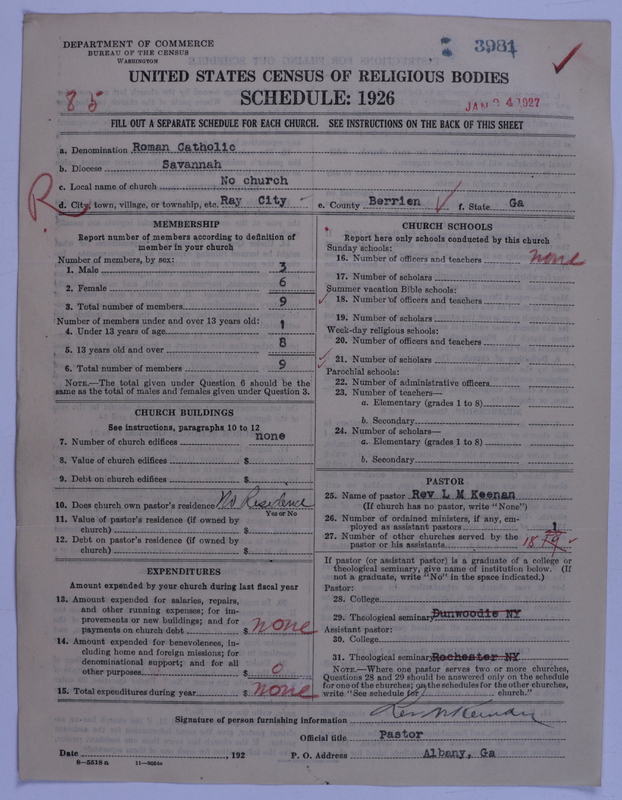 DEPARTMENT OF COMMERCE
BUREAU OF THE CENSUS
WASHINGTON
3981
UNITED STATES CENSUS OF RELIGIOUS BODIES
SCHEDULE: 1926
85
JAN 24 1927
FILL OUT A SEPARATE SCHEDULE FOR EACH CHURCH. SEE INSTRUCTIONS ON THE BACK OF THIS SHEET
a. Denomination Roman Catholic
b. Diocese Savannah
c. Local name of church No church
R
d. City, town, village, or township, etc. Ray City e. County Berrien f. State Ga
MEMBERSHIP
Report number of members according to definition of
member in your church
Number of members, by sex:
1. Male 3
2. Female 6
3. Total number of members 9
Number of members under and over 13 years old:
4. Under 13 years of age 1
5. 13 years old and over 8
6. Total number of members 9
NOTE.—The total given under Question 6 should be the
same as the total of males and females given under Question 3.
CHURCH BUILDINGS
See instructions, paragraphs 10 to 12
7. Number of church edifices none
8. Value of church edifices $
9. Debt on church edifices $
10. Does church own pastor's residence No Residence
Yes or No
11. Value of pastor's residence (if owned by
church) $
12. Debt on pastor's residence (if owned by
church) $
EXPENDITURES
Amount expended by your church during last fiscal year
13. Amount expended for salaries, repairs,
and other running expenses; for im-
provements or new buildings; and for
payments on church debt $ none
14. Amount expended for benevolences, in-
cluding home and foreign missions; for
denominational support; and for all
other purposes $ 0
15. Total expenditures during year $ none
CHURCH SCHOOLS
Report here only schools conducted by this church
Sunday schools:
16. Number of officers and teachers none
17. Number of scholars
Summer vacation Bible schools:
18. Number of officers and teachers
19. Number of scholars
Week-day religious schools:
20. Number of officers and teachers
21. Number of scholars
Parochial schools:
22. Number of administrative officers
23. Number of teachers—
a. Elementary (grades 1 to 8)
b. Secondary
24. Number of scholars—
a. Elementary (grades 1 to 8)
b. Secondary
PASTOR
25. Name of pastor Rev L M Keenan
(If church has no pastor, write "None")
26. Number of ordained ministers, if any, em-
ployed as assistant pastors 1
27. Number of other churches served by the
pastor or his assistants 18 19
If pastor (or assistant pastor) is a graduate of a college or
theological seminary, give name of institution below. (If
not a graduate, write "No" in the space indicated.)
Pastor:
28. College
29. Theological seminary Dunwoodie NY
Assistant pastor:
30. College
31. Theological seminary Rochester NY
NOTE.—Where one pastor serves two or more churches,
Questions 28 and 29 should be answered only on the schedule
for one of the churches; on the schedules for the other churches,
write "See schedule for church."
Signature of person furnishing information
Official title Pastor
Date , 192 P. O. Address Albany, Ga
8—5518 a